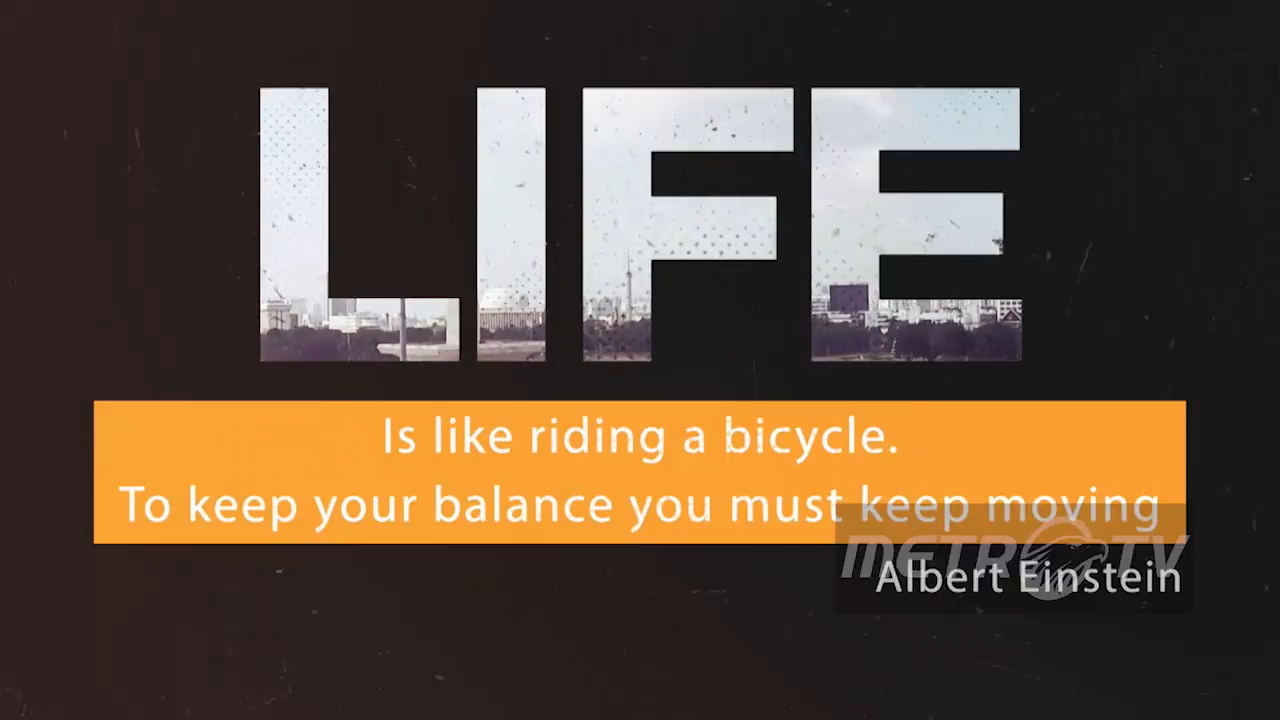 LIFE
Is like riding a bicycle.
To keep your balance you must keep moving
METRO TV
Albert Einstein